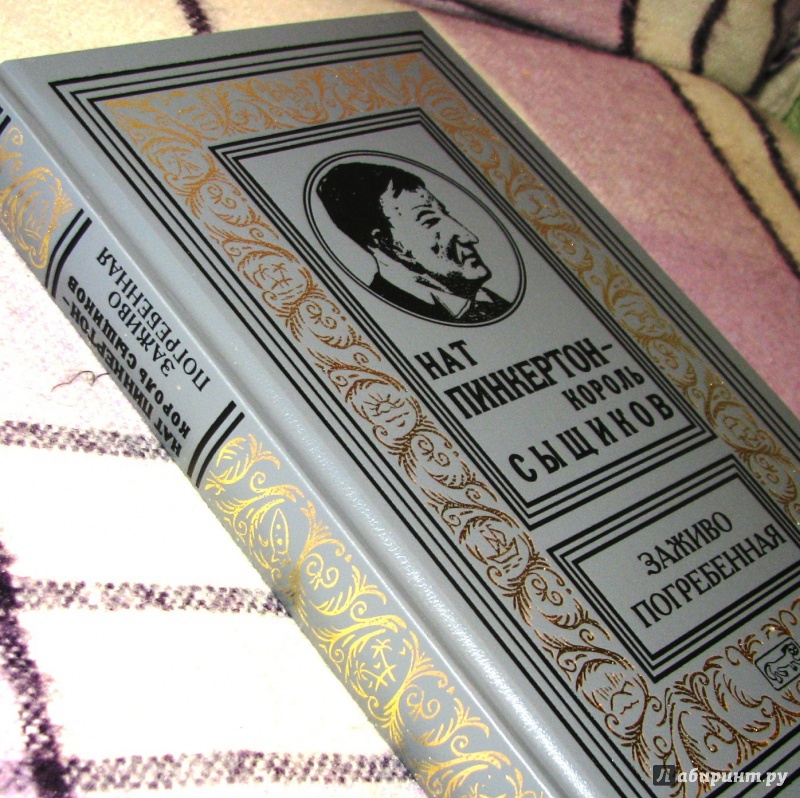 НАТ
ПИНКЕРТОН-
КОРОЛЬ
СЫЩИКОВ
ЗАЖИВО
ПОГРЕБЕННАЯ
НАТ ПИНКЕРТОН-
КОРОЛЬ СЫЩИКОВ
ЗАЖИВО
ПОГРЕБЕННАЯ
Лабиринт.ру